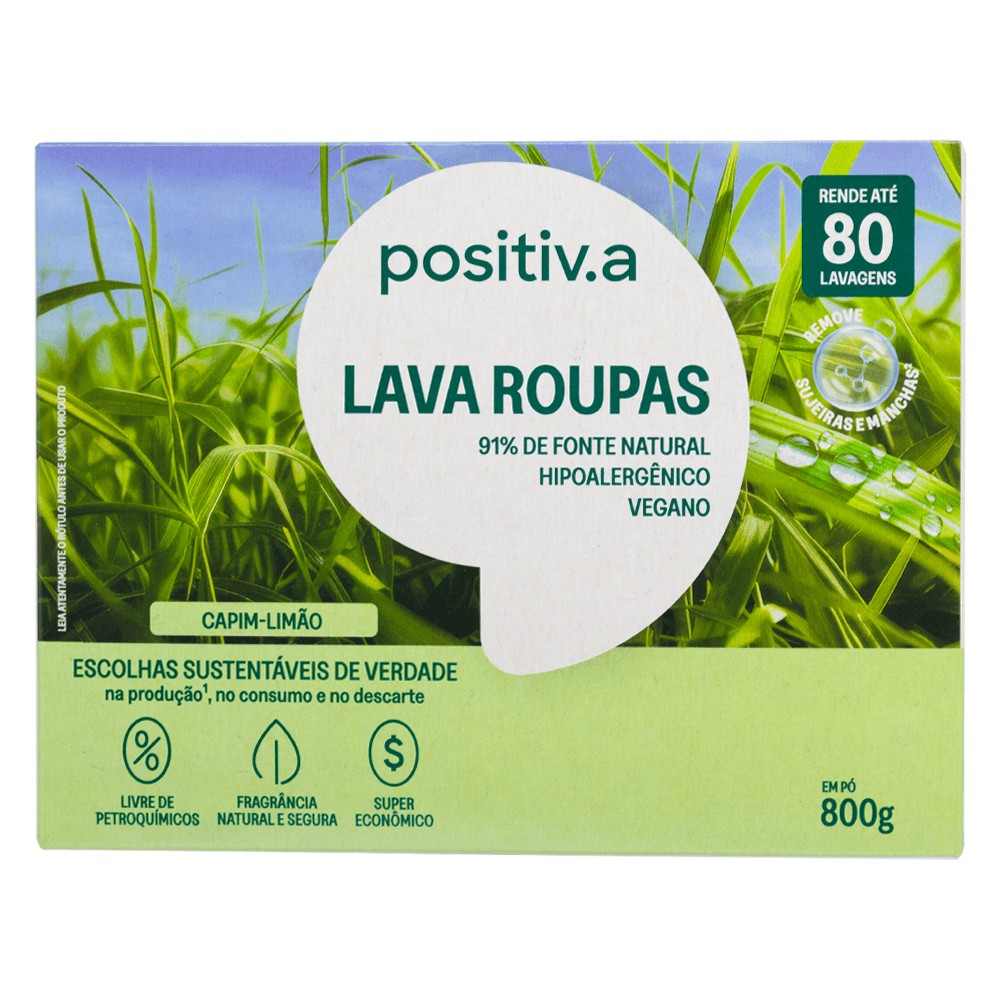 positiv.a
LAVA ROUPAS
91% DE FONTE NATURAL
HIPOALERGÊNICO
VEGANO
RENDE ATÉ
80
LAVAGENS
REMOVE
SUJEIRAS E MANCHAS²
LEIA ATENTAMENTE O RÓTULO ANTES DE USAR O PRODUTO
CAPIM-LIMÃO
ESCOLHAS SUSTENTÁVEIS DE VERDADE
na produção¹, no consumo e no descarte
%
LIVRE DE
PETROQUÍMICOS
FRAGRÂNCIA
NATURAL E SEGURA
$
SUPER
ECONÔMICO
EM PÓ
800g